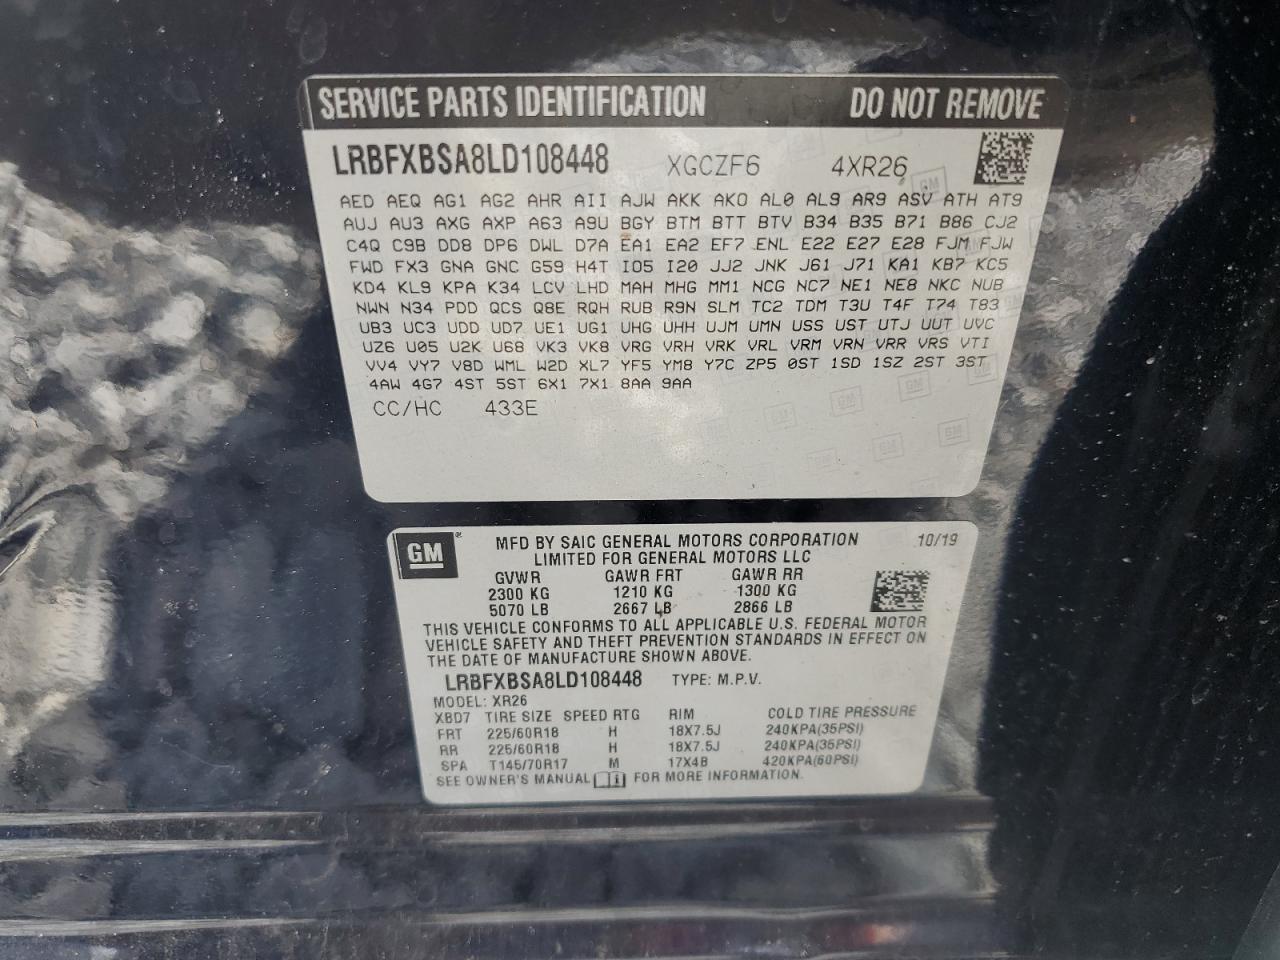 SERVICE PARTS IDENTIFICATION DO NOT REMOVE
LRBFXBSA8LD108448 XGCZF6 4XR26
AED AEQ AG1 AG2 AHR AII AJW AKK AKO AL0 AL9 AR9 ASV ATH AT9
AUJ AU3 AXG AXP A63 A9U BGY BTM BTT BTV B34 B35 B71 B86 CJ2
C4Q C9B DD8 DP6 DWL D7A EA1 EA2 EF7 ENL E22 E27 E28 FJM FJW
FWD FX3 GNA GNC G59 H4T IO5 I20 JJ2 JNK J61 J71 KA1 KB7 KC5
KD4 KL9 KPA K34 LCV LHD MAH MHG MM1 NCG NC7 NE1 NE8 NKC NUB
NWN N34 PDD QCS Q8E RQH RUB R9N SLM TC2 TDM T3U T4F T74 T83
UB3 UC3 UDD UD7 UE1 UG1 UHG UHH UJM UMN USS UST UTJ UUT UVC
UZ6 U05 U2K U68 VK3 VK8 VRG VRH VRK VRL VRM VRN VRR VRS VTI
VV4 VY7 V8D WML W2D XL7 YF5 YM8 Y7C ZP5 0ST 1SD 1SZ 2ST 3ST
4AW 4G7 4ST 5ST 6X1 7X1 8AA 9AA
CC/HC 433E
GM MFD BY SAIC GENERAL MOTORS CORPORATION 10/19
LIMITED FOR GENERAL MOTORS LLC
GVWR GAWR FRT GAWR RR
2300 KG 1210 KG 1300 KG
5070 LB 2667 LB 2866 LB
THIS VEHICLE CONFORMS TO ALL APPLICABLE U.S. FEDERAL MOTOR
VEHICLE SAFETY AND THEFT PREVENTION STANDARDS IN EFFECT ON
THE DATE OF MANUFACTURE SHOWN ABOVE.
LRBFXBSA8LD108448 TYPE: M.P.V.
MODEL: XR26
XBD7 TIRE SIZE SPEED RTG RIM COLD TIRE PRESSURE
FRT 225/60R18 H 18X7.5J 240KPA(35PSI)
RR 225/60R18 H 18X7.5J 240KPA(35PSI)
SPA T145/70R17 M 17X4B 420KPA(60PSI)
SEE OWNER'S MANUAL FOR MORE INFORMATION.